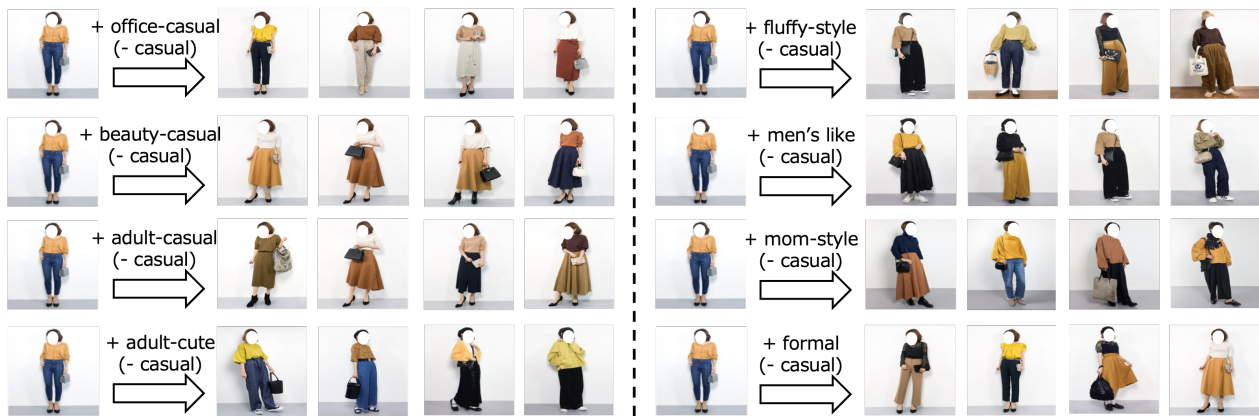 + office-casual
(- casual)
+ beauty-casual
(- casual)
+ adult-casual
(- casual)
+ adult-cute
(- casual)
+ fluffy-style
(- casual)
+ men's like
(- casual)
+ mom-style
(- casual)
+ formal
(- casual)